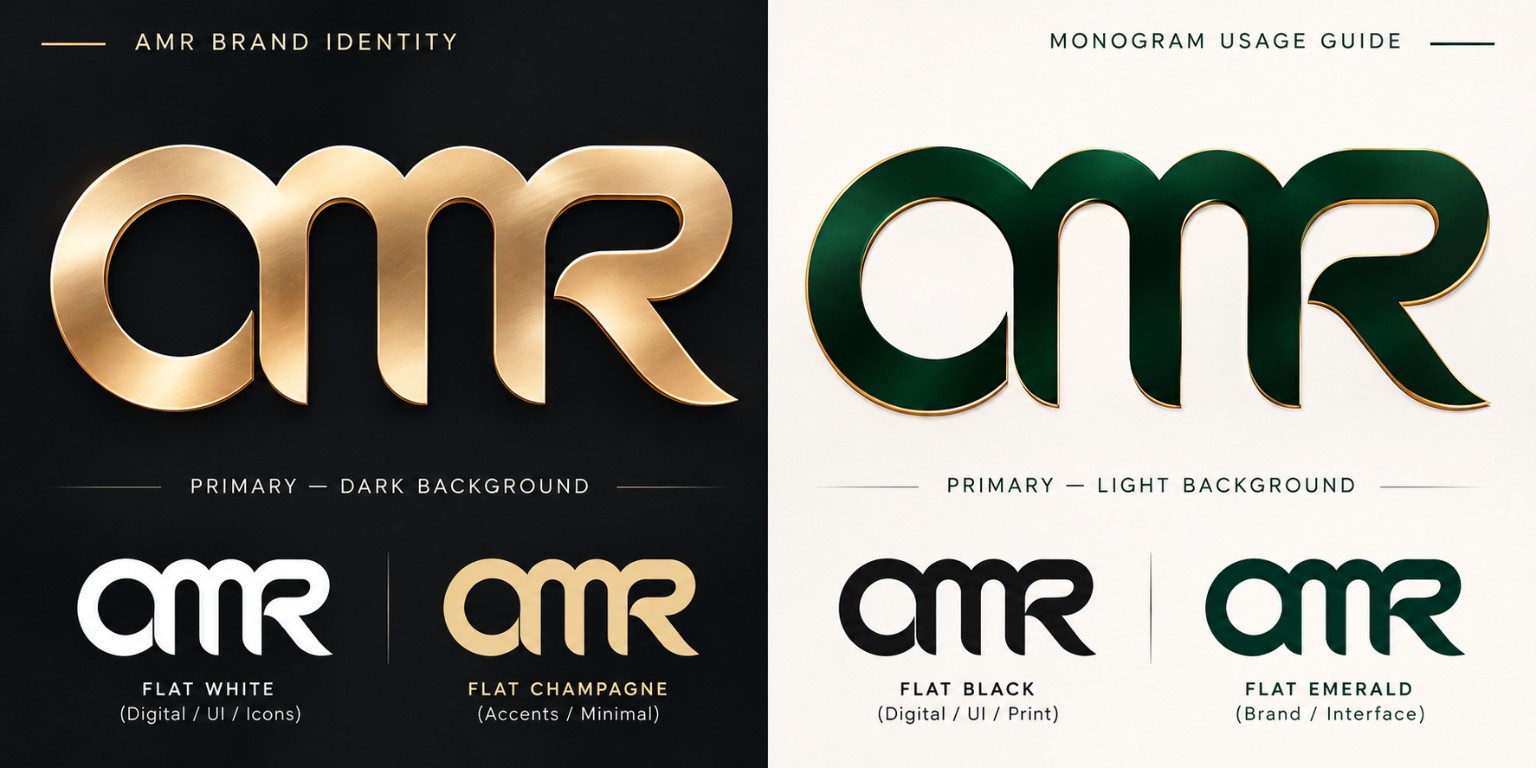 AMR BRAND IDENTITY
amR
PRIMARY — DARK BACKGROUND
amR
FLAT WHITE
(Digital / UI / Icons)
amR
FLAT CHAMPAGNE
(Accents / Minimal)
MONOGRAM USAGE GUIDE
amR
PRIMARY — LIGHT BACKGROUND
amR
FLAT BLACK
(Digital / UI / Print)
amR
FLAT EMERALD
(Brand / Interface)